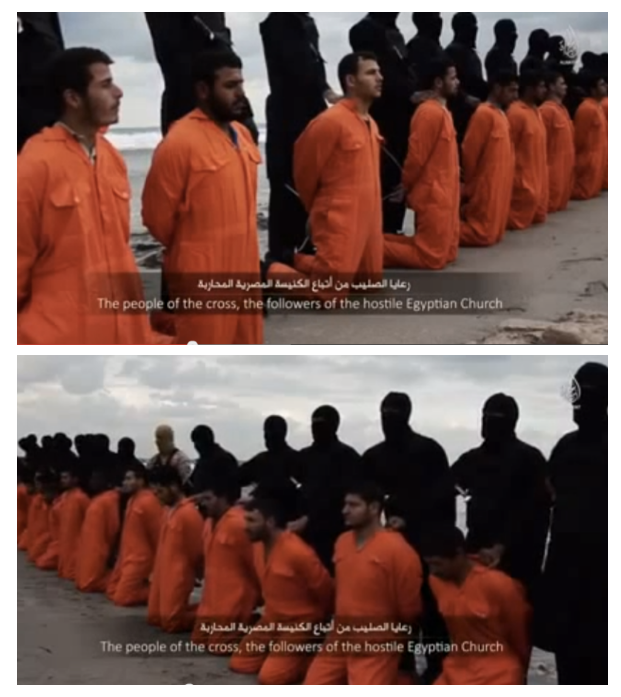 رعايا الصليب من أتباع الكنيسة المصرية المحاربة
The people of the cross, the followers of the hostile Egyptian Church
رعايا الصليب من أتباع الكنيسة المصرية المحاربة
The people of the cross, the followers of the hostile Egyptian Church